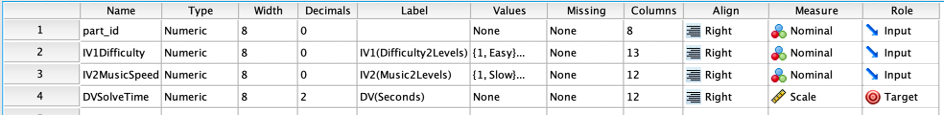 Name Type Width Decimals Label Values Missing Columns Align Measure Role
1 part_id Numeric 8 0 None None 8 Right Nominal Input
2 IV1Difficulty Numeric 8 0 IV1(Difficulty2Levels) {1, Easy}... None 13 Right Nominal Input
3 IV2MusicSpeed Numeric 8 0 IV2(Music2Levels) {1, Slow}... None 12 Right Nominal Input
4 DVSolveTime Numeric 8 2 DV(Seconds) None None 12 Right Scale Target